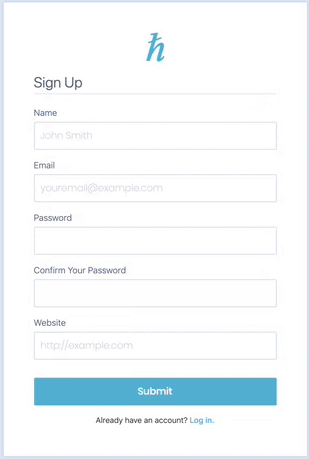 ħ
Sign Up
Name
John Smith
Email
youremail@example.com
Password
Confirm Your Password
Website
http://example.com
Submit
Already have an account? Log in.